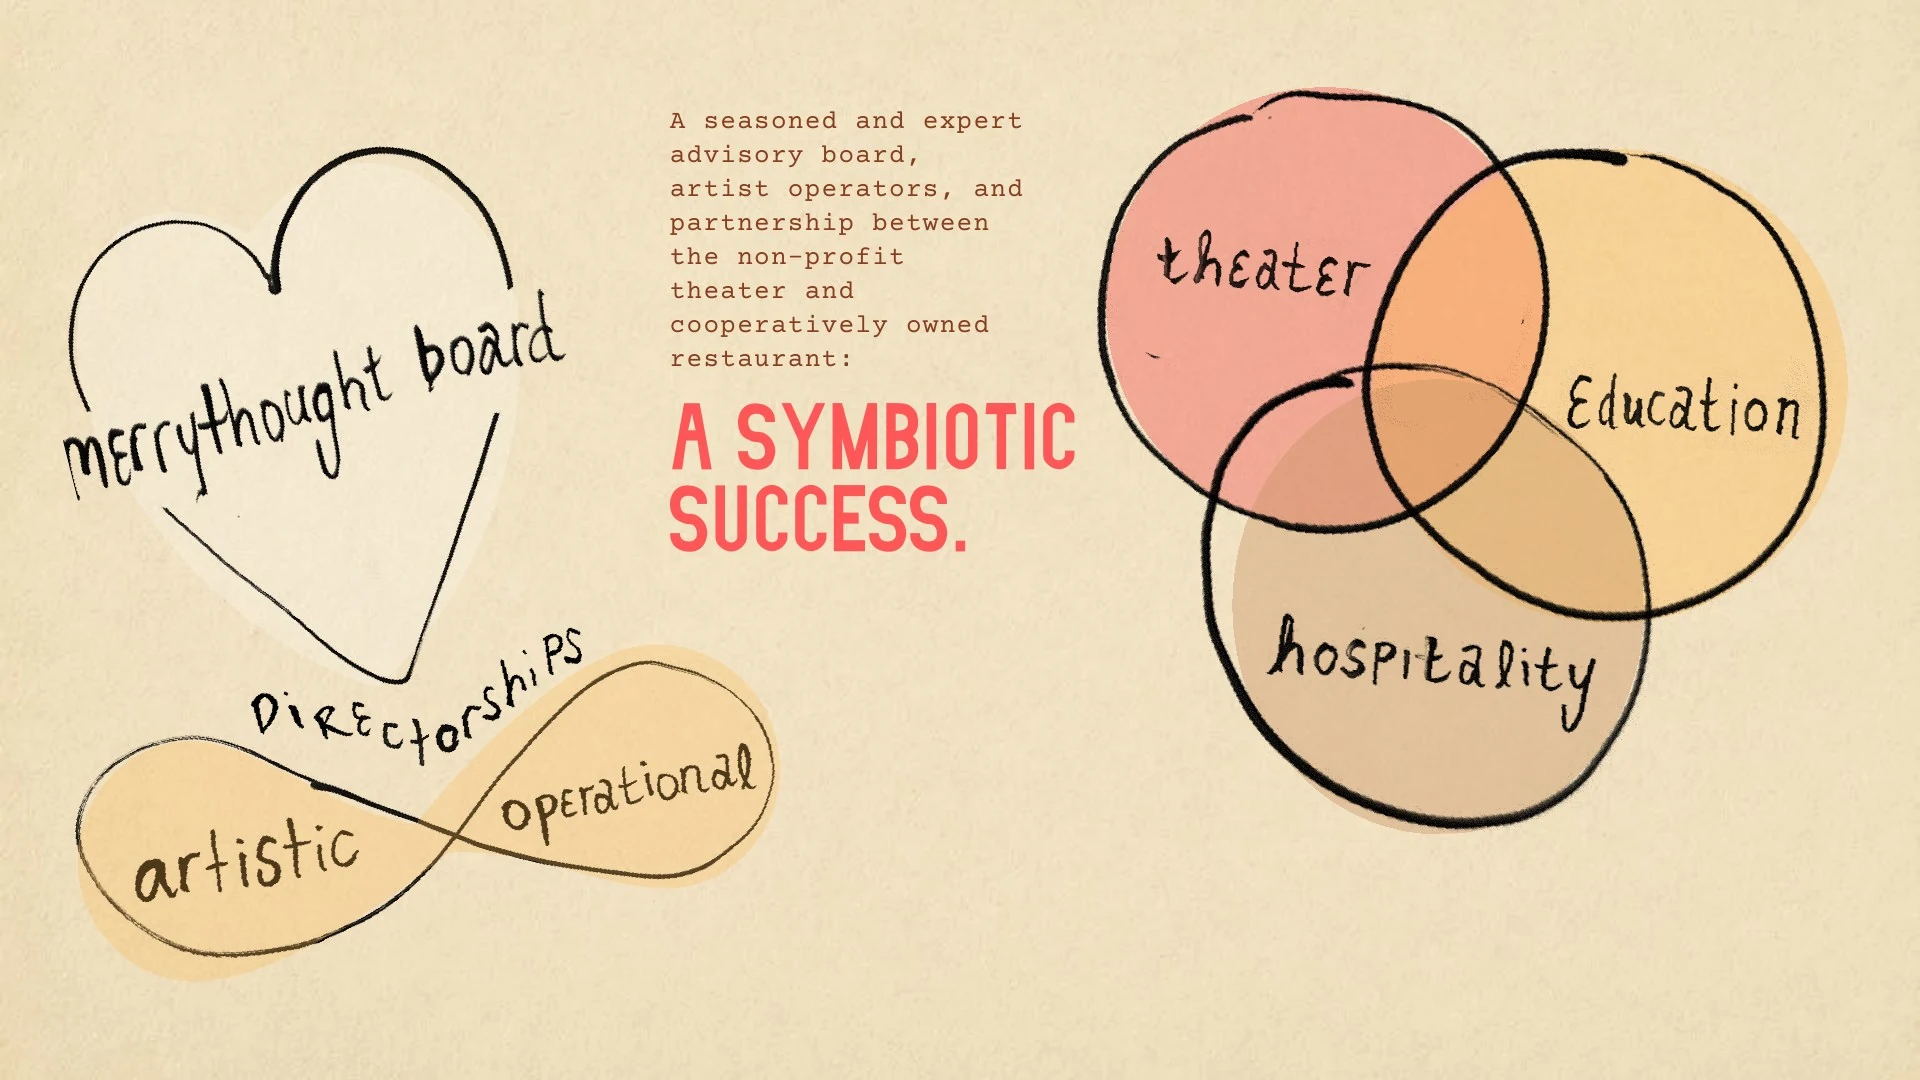 merrythought board
DiREctorships
artistic
operational
A seasoned and expert
advisory board,
artist operators, and
partnership between
the non-profit
theater and
cooperatively owned
restaurant:
A SYMBIOTIC
SUCCESS.
theater
Education
hospitality